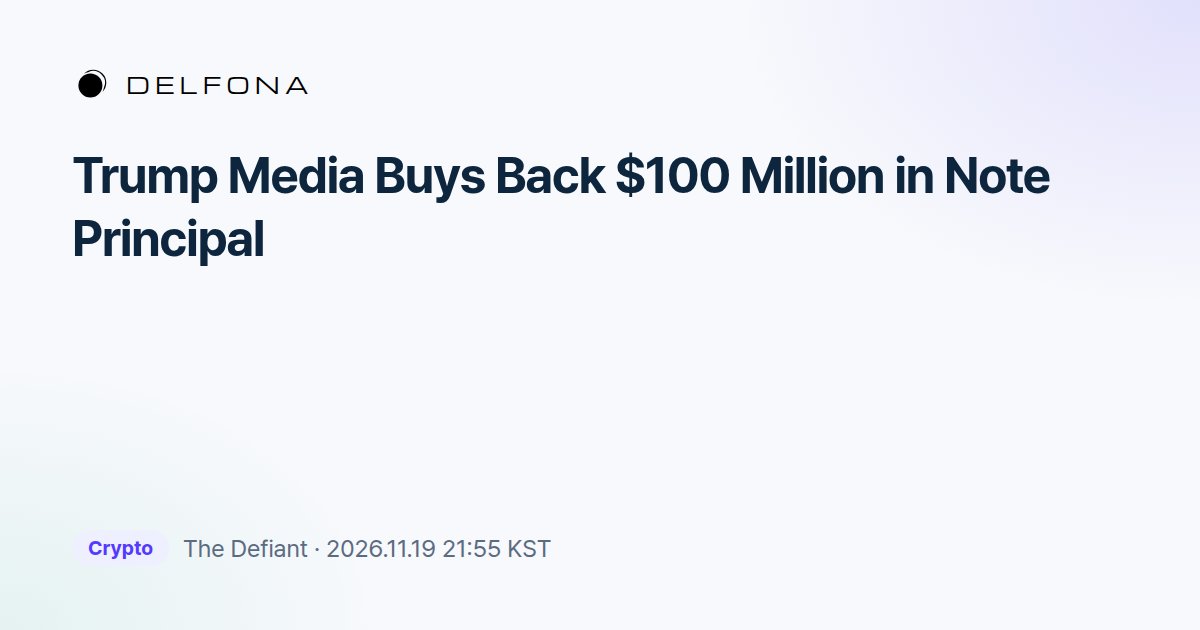 DELFONA
Trump Media Buys Back $100 Million in Note
Principal
Crypto The Defiant · 2026.11.19 21:55 KST